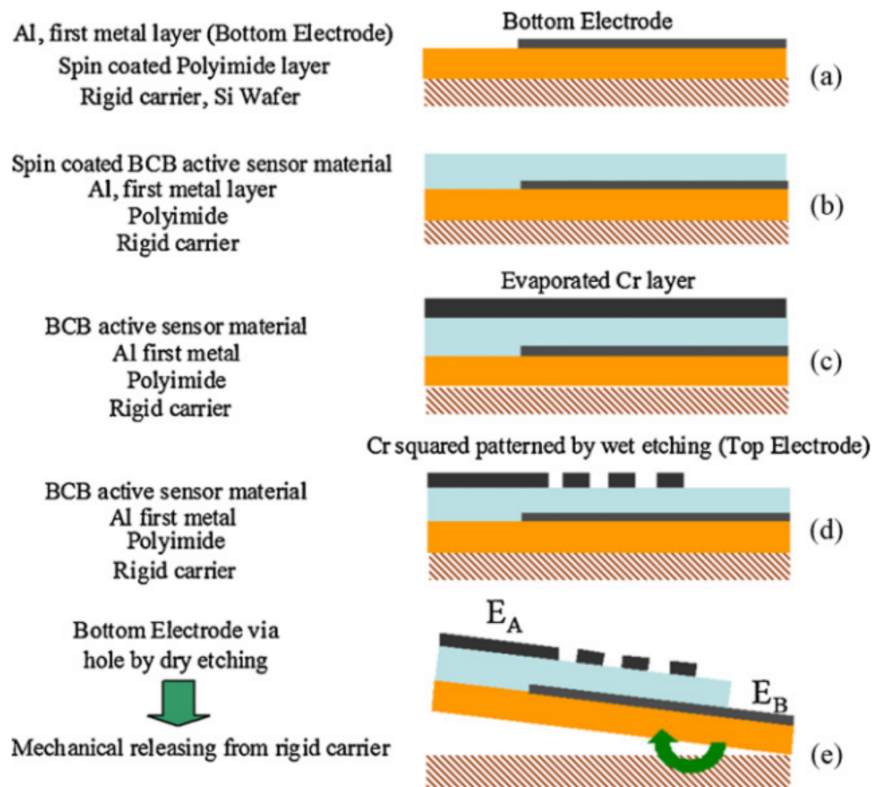 Al, first metal layer (Bottom Electrode)
Spin coated Polyimide layer
Rigid carrier, Si Wafer
Bottom Electrode
(a)
Spin coated BCB active sensor material
Al, first metal layer
Polyimide
Rigid carrier
(b)
Evaporated Cr layer
BCB active sensor material
Al first metal
Polyimide
Rigid carrier
(c)
Cr squared patterned by wet etching (Top Electrode)
BCB active sensor material
Al first metal
Polyimide
Rigid carrier
(d)
Bottom Electrode via
hole by dry etching
Mechanical releasing from rigid carrier
E_A
E_B
(e)